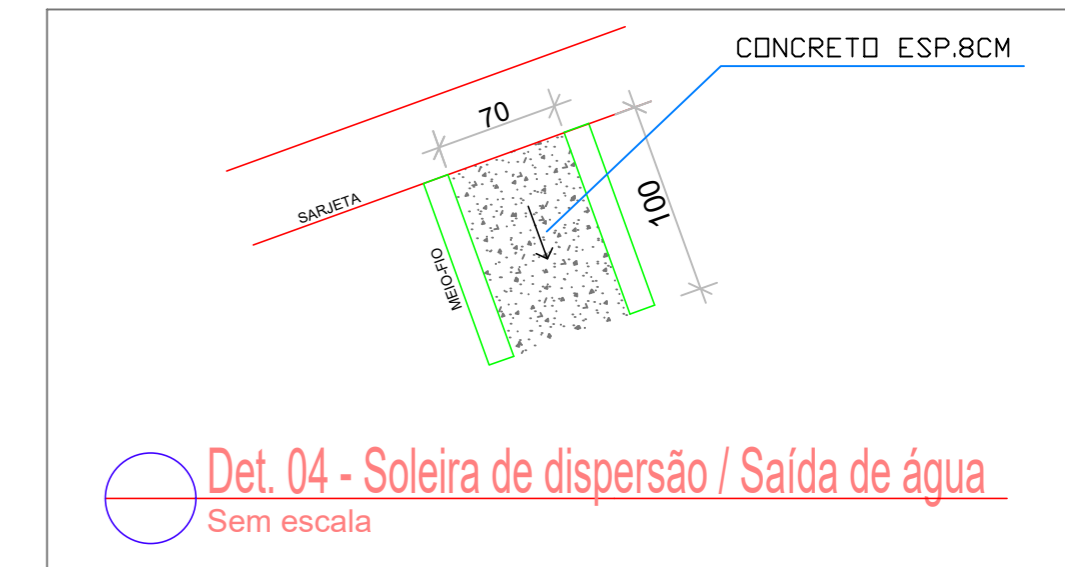 CONCRETO ESP.8CM
70
100
SARJETA
MEIO-FIO
Det. 04 - Soleira de dispersão / Saída de água
Sem escala